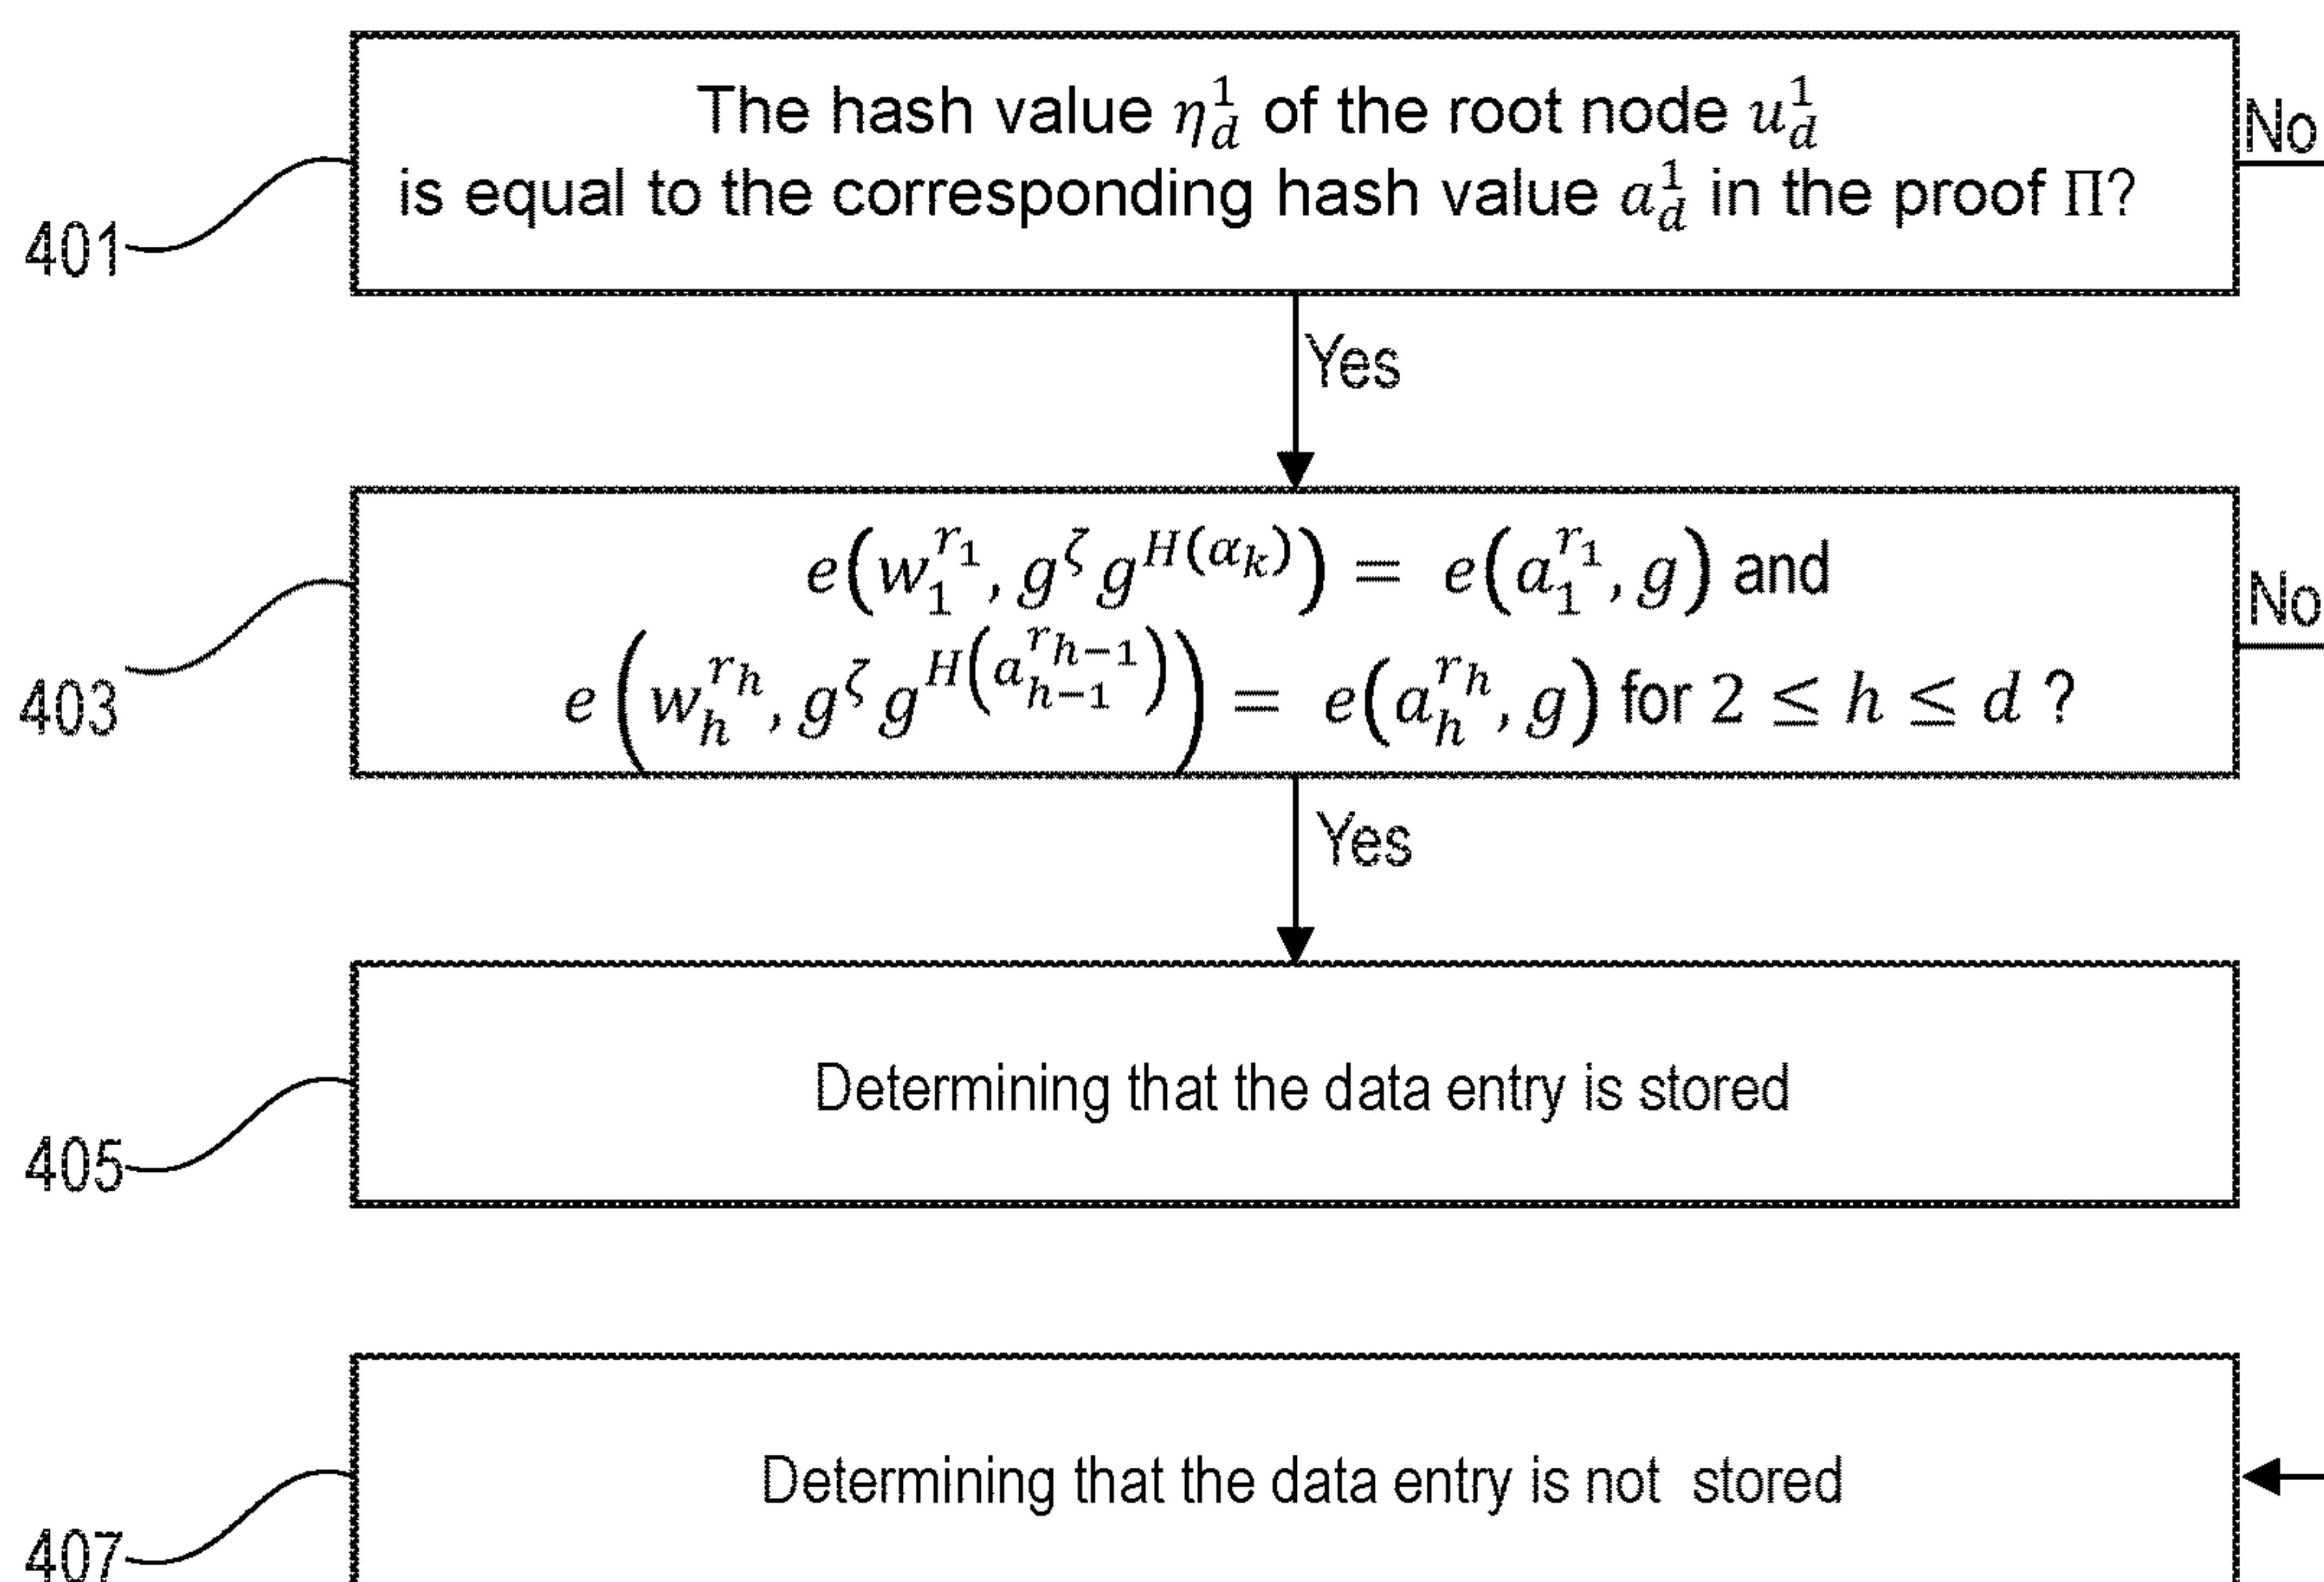 The hash value η_d^1 of the root node u_d^1
No
is equal to the corresponding hash value a_d^1 in the proof Π?
401
Yes
e(w_1^{r_1}, g^ζ g^{H(α_k)}) = e(a_1^{r_1}, g) and
No
e(w_h^{r_h}, g^ζ g^{H(a_{h-1}^{r_{h-1}})}) = e(a_h^{r_h}, g) for 2 ≤ h ≤ d ?
403
Yes
Determining that the data entry is stored
405
Determining that the data entry is not stored
407